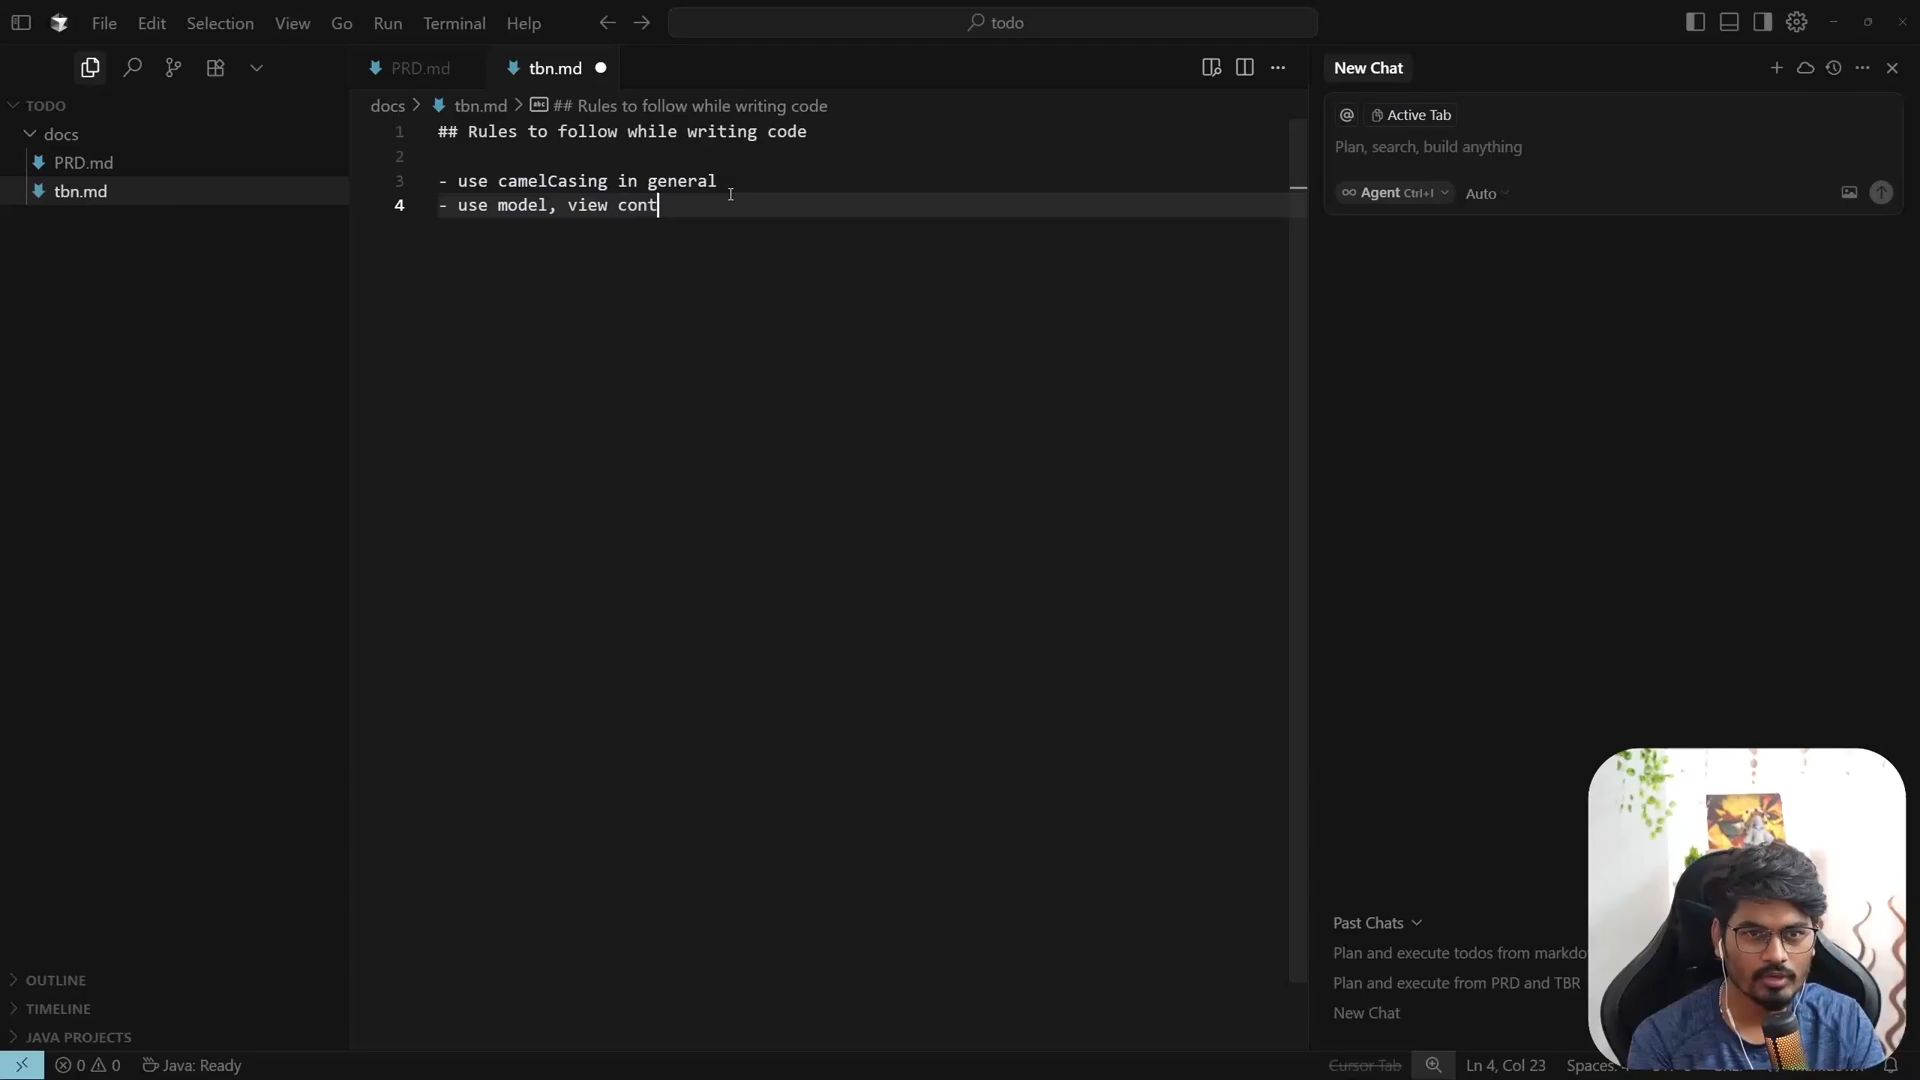 File Edit Selection View Go Run Terminal Help
todo
TODO
docs
PRD.md
tbn.md
PRD.md
tbn.md
docs > tbn.md > ## Rules to follow while writing code
1 ## Rules to follow while writing code
2
3 - use camelCasing in general
4 - use model, view cont
New Chat
@ Active Tab
Plan, search, build anything
Agent Ctrl+I Auto
Past Chats
Plan and execute todos from markdo
Plan and execute from PRD and TBR
New Chat
OUTLINE
TIMELINE
JAVA PROJECTS
0 0 Java: Ready
Cursor Tab Ln 4, Col 23 Spaces: